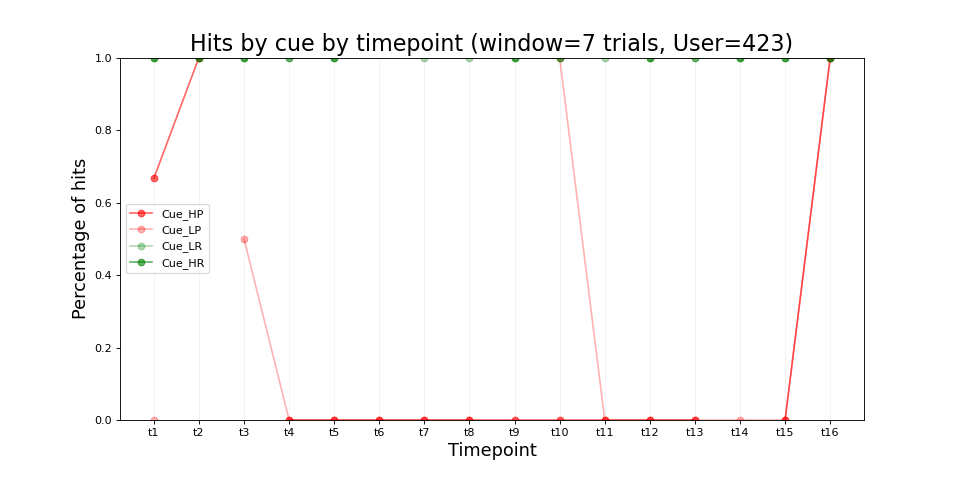 Hits by cue by timepoint (window=7 trials, User=423)
Percentage of hits
1.0
0.8
0.6
0.4
0.2
0.0
Cue_HP
Cue_LP
Cue_LR
Cue_HR
t1 t2 t3 t4 t5 t6 t7 t8 t9 t10 t11 t12 t13 t14 t15 t16
Timepoint